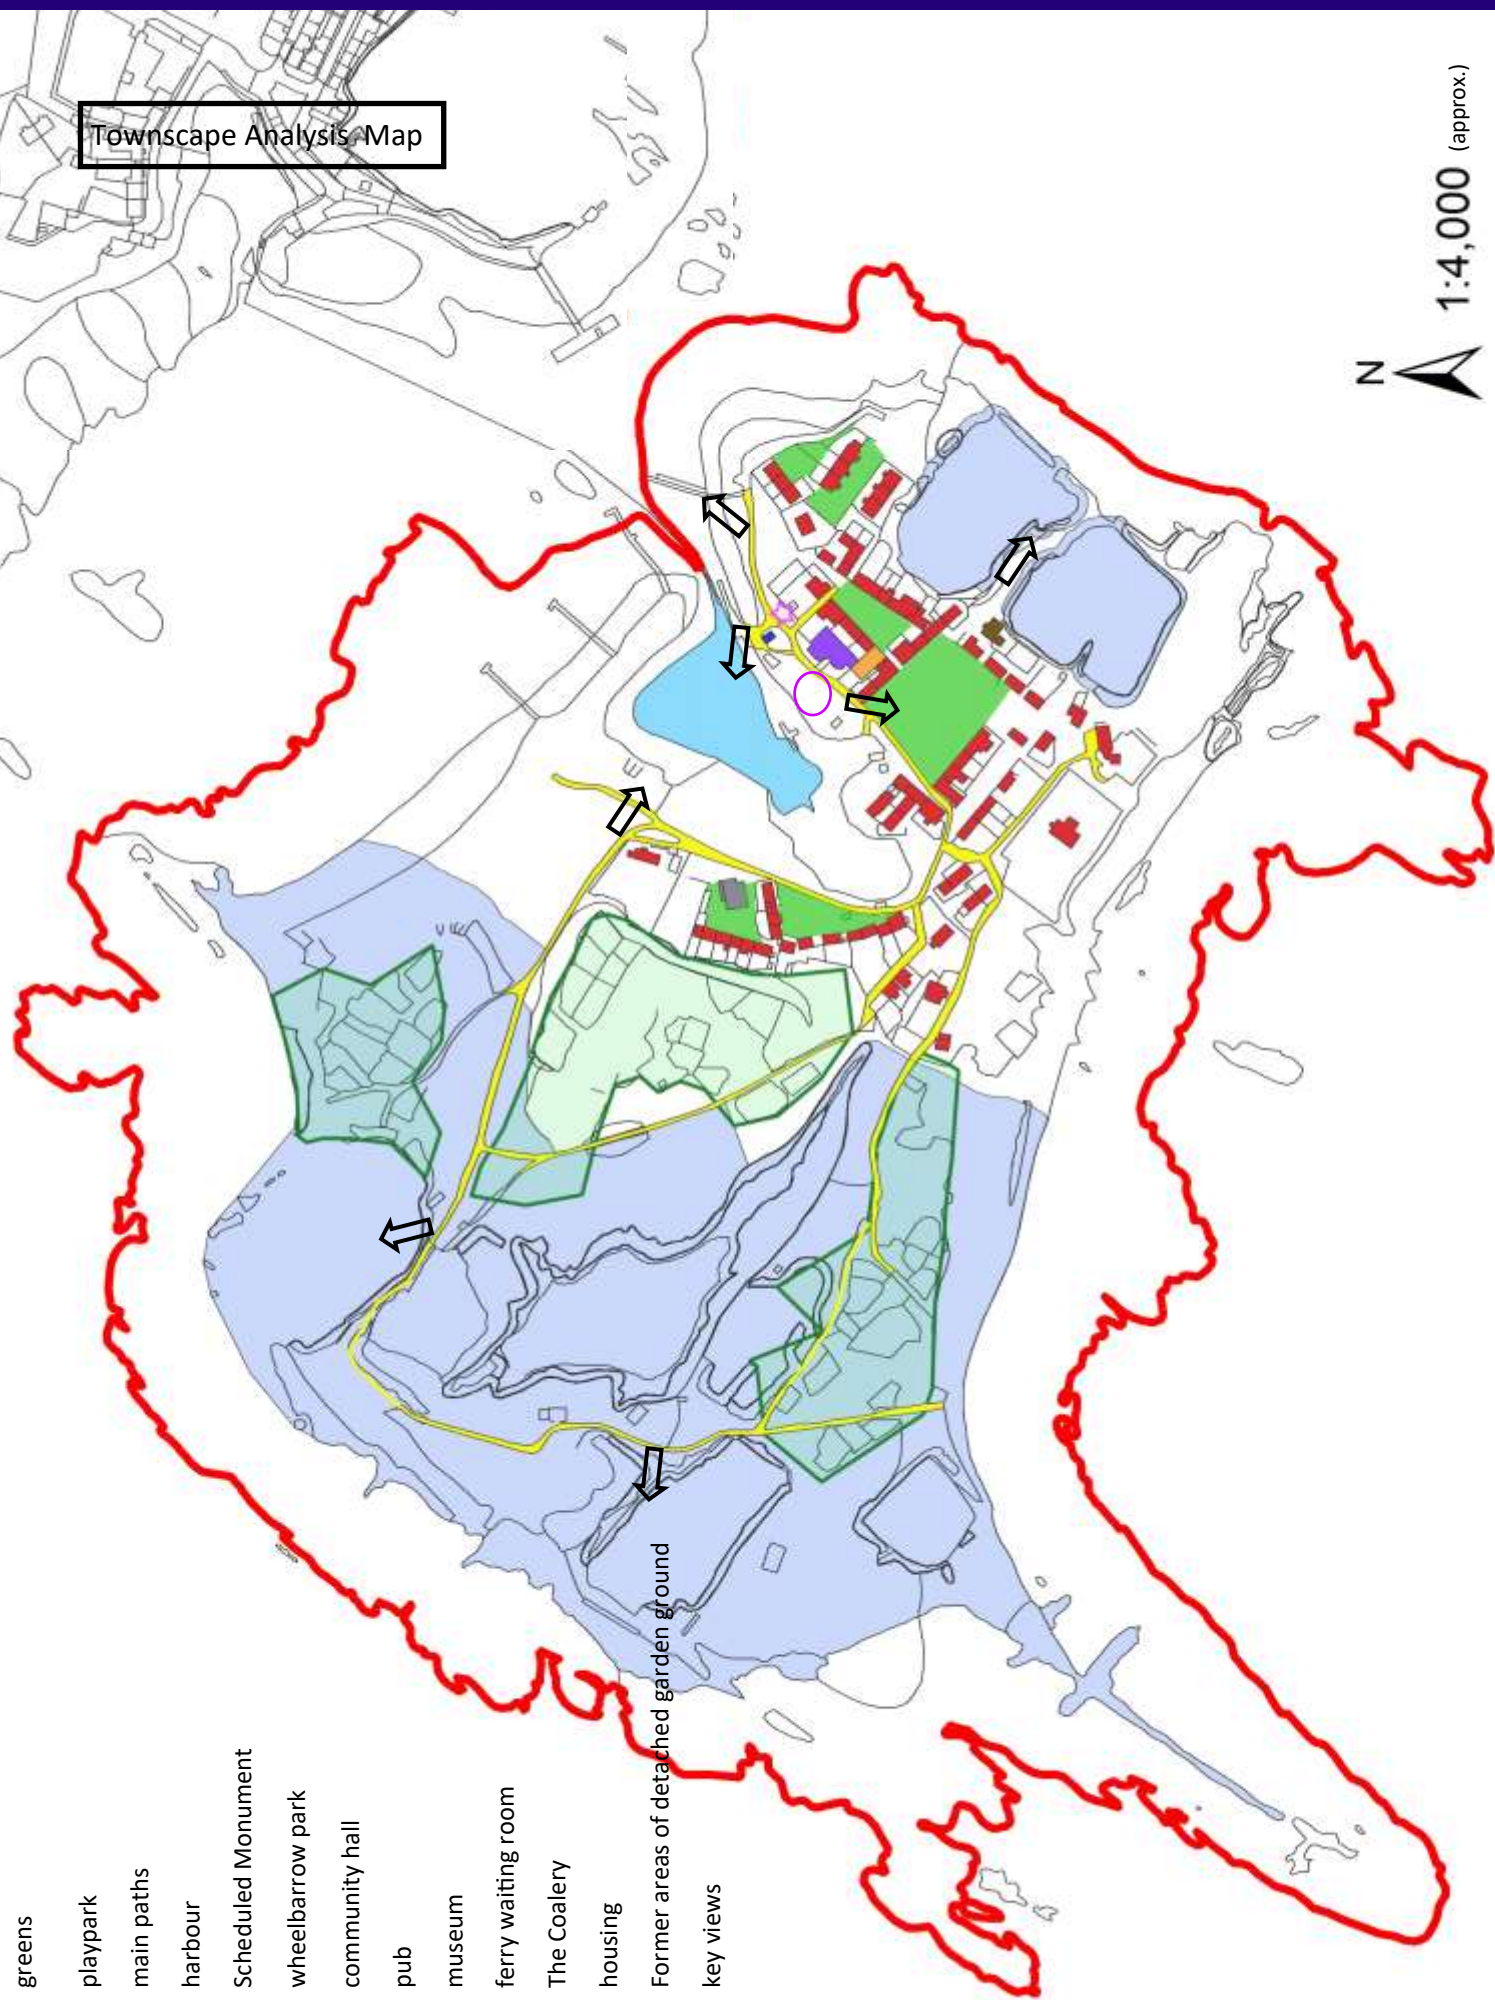 Townscape Analysis Map
1:4,000 (approx.)
N
greens
playpark
main paths
harbour
Scheduled Monument
wheelbarrow park
community hall
pub
museum
ferry waiting room
The Coalery
housing
Former areas of detached garden ground
key views